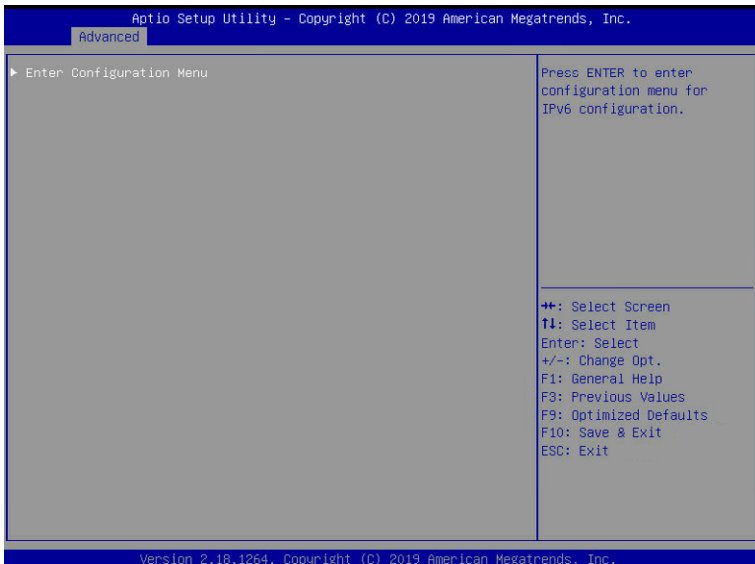 Aptio Setup Utility – Copyright (C) 2019 American Megatrends, Inc.
Advanced
▶ Enter Configuration Menu
Press ENTER to enter
configuration menu for
IPv6 configuration.
→←: Select Screen
↑↓: Select Item
Enter: Select
+/-: Change Opt.
F1: General Help
F3: Previous Values
F9: Optimized Defaults
F10: Save & Exit
ESC: Exit
Version 2.18.1264. Copyright (C) 2019 American Megatrends, Inc.